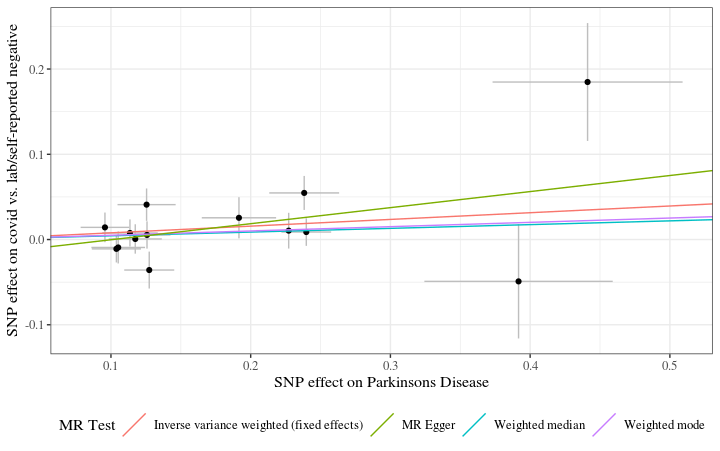 SNP effect on covid vs. lab/self-reported negative
0.2
0.1
0.0
-0.1
0.1 0.2 0.3 0.4 0.5
SNP effect on Parkinsons Disease
MR Test Inverse variance weighted (fixed effects) MR Egger Weighted median Weighted mode